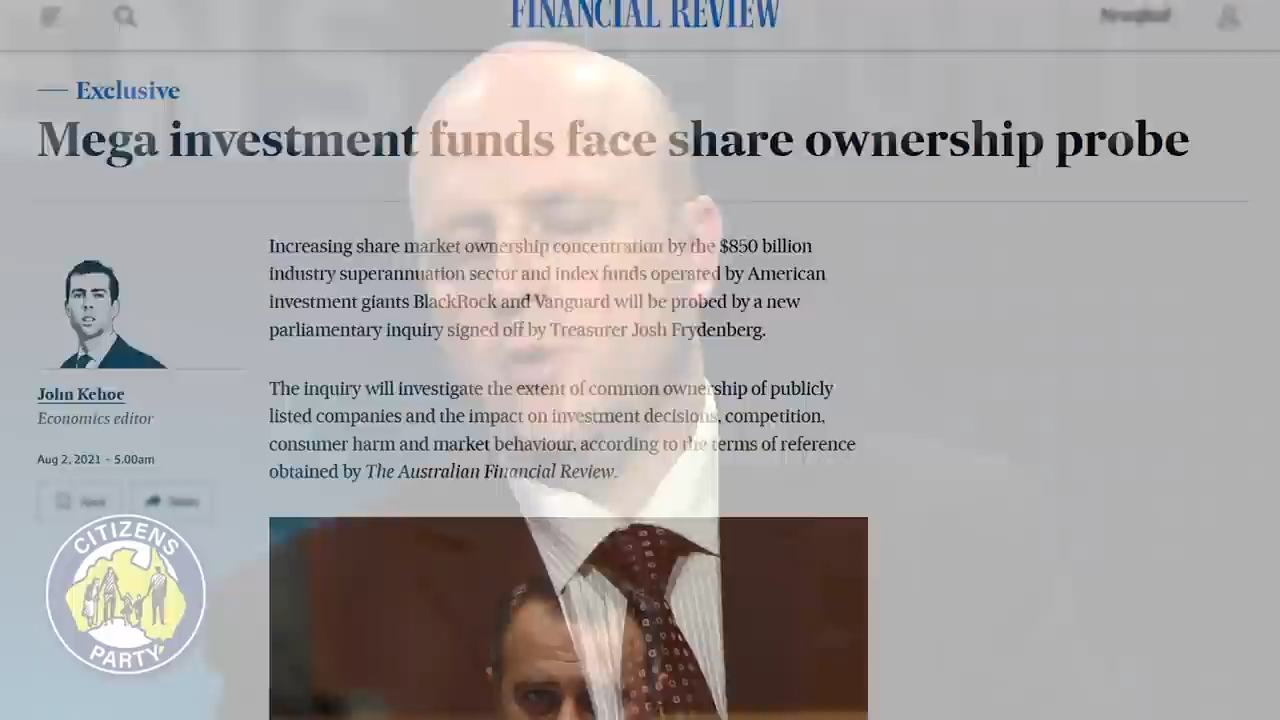 FINANCIAL REVIEW
Exclusive
Mega investment funds face share ownership probe
Increasing share market ownership concentration by the $850 billion
industry superannuation sector and index funds operated by American
investment giants BlackRock and Vanguard will be probed by a new
parliamentary inquiry signed off by Treasurer Josh Frydenberg.
John Kehoe
Economics editor
Aug 2, 2021 – 5.00am
The inquiry will investigate the extent of common ownership of publicly
listed companies and the impact on investment decisions, competition,
consumer harm and market behaviour, according to the terms of reference
obtained by The Australian Financial Review.
CITIZENS
PARTY